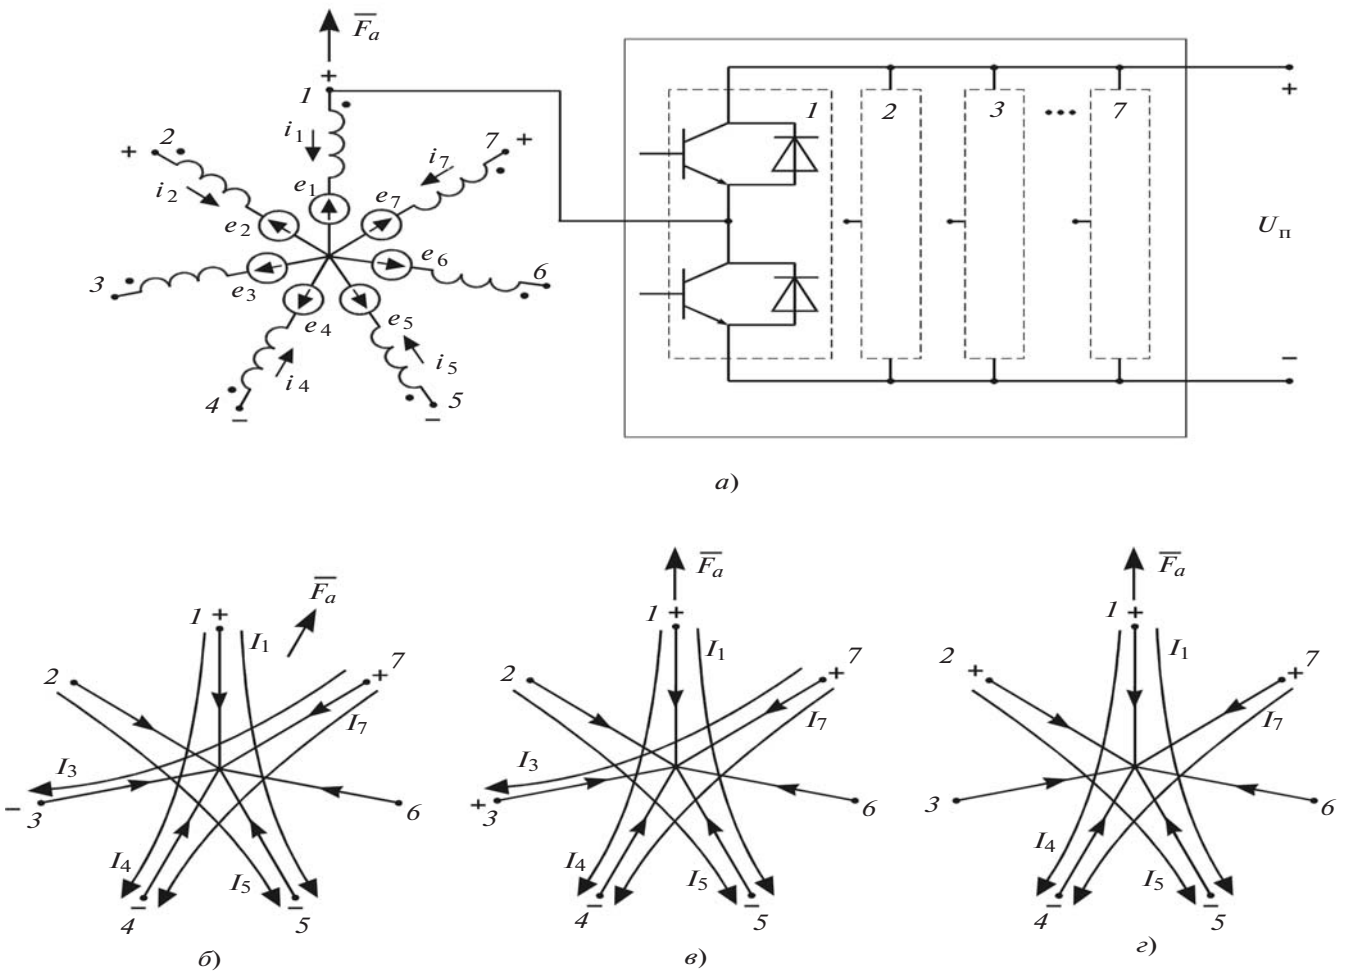 F̅a
+
1
1 2 3 ••• 7
+
i1
2
7
+
+
i2
i7
e1
e7
e2
Uп
e6
3
e3
6
e4
e5
i4
i5
4
5
−
−
−
а)
F̅a
F̅a
F̅a
1 +
1 +
1 +
I1
I1
I1
2
7
+
2
7
+
2
+
7
+
I7
I7
I7
I3
I3
−
3
6
+
3
6
3
6
I4
I5
I4
I5
I4
I5
4
−
−
5
4
−
−
5
4
−
−
5
б)
в)
г)